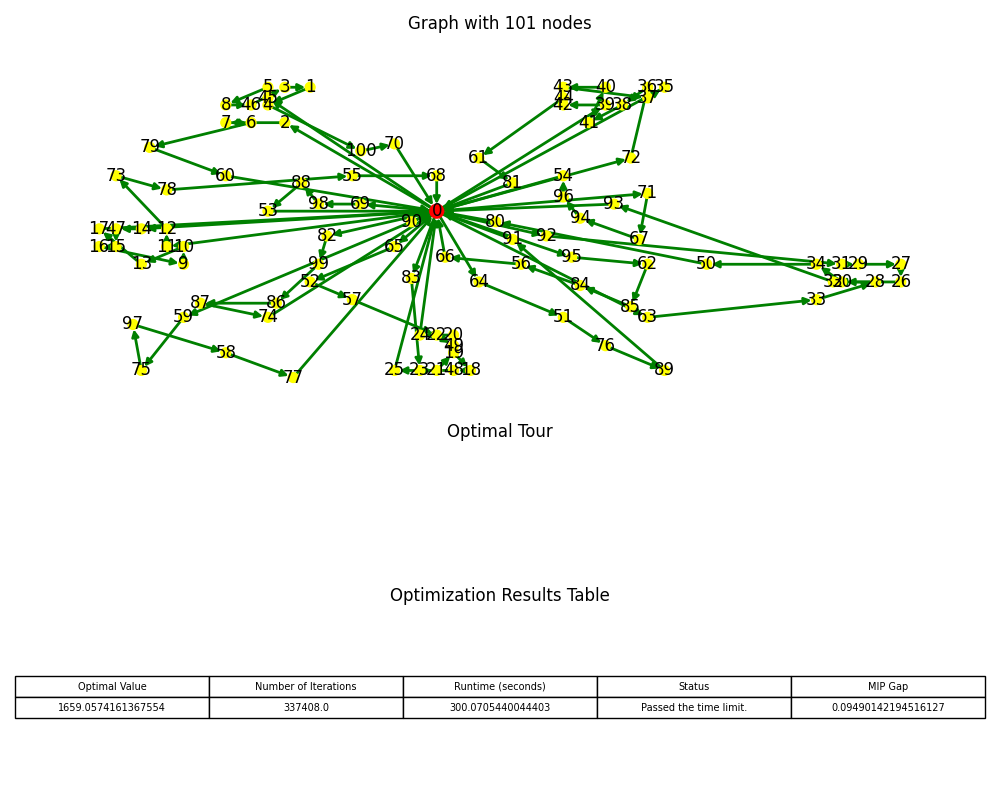 Graph with 101 nodes
5 3 1 43 40 36 35
45 44 37
8 46 4 42 39 38
7 6 2 41
79 100 70
61 72
73 60 55 68 54
78 88 81
96 71
98 69 93
53 0 94
90 80
17 47 14 12 82 92
91 67
16 15 11 10 65
66
13 9 99 56 95 62 50 34 31 29 27
52 83 64 84 32 30 28 26
87 86 57 85 33
59 74 51 63
97
24 22 20
58 49 76
19
75 77 25 23 21 48 18 89
Optimal Tour
Optimization Results Table
Optimal Value Number of Iterations Runtime (seconds) Status MIP Gap
1659.0574161367554 337408.0 300.0705440044403 Passed the time limit. 0.09490142194516127